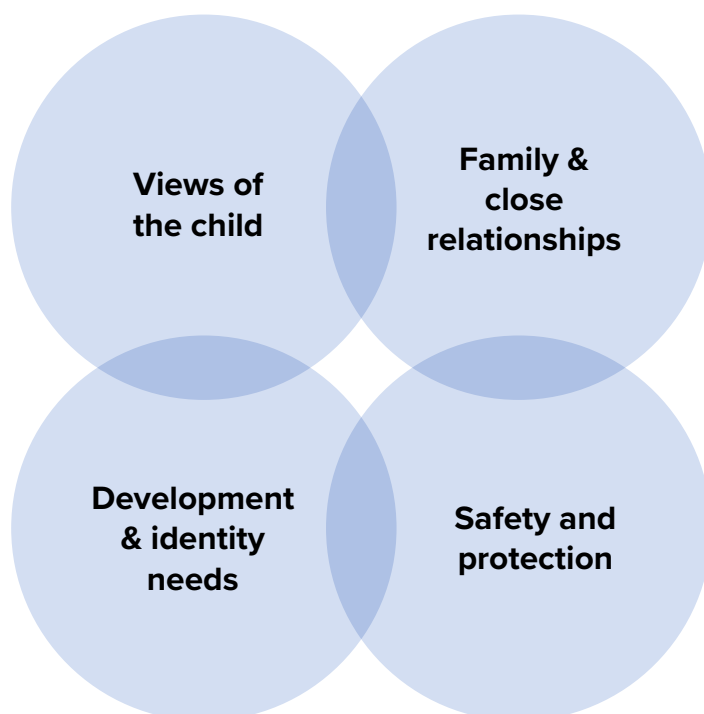 Views of
the child
Family &
close
relationships
Development
& identity
needs
Safety and
protection